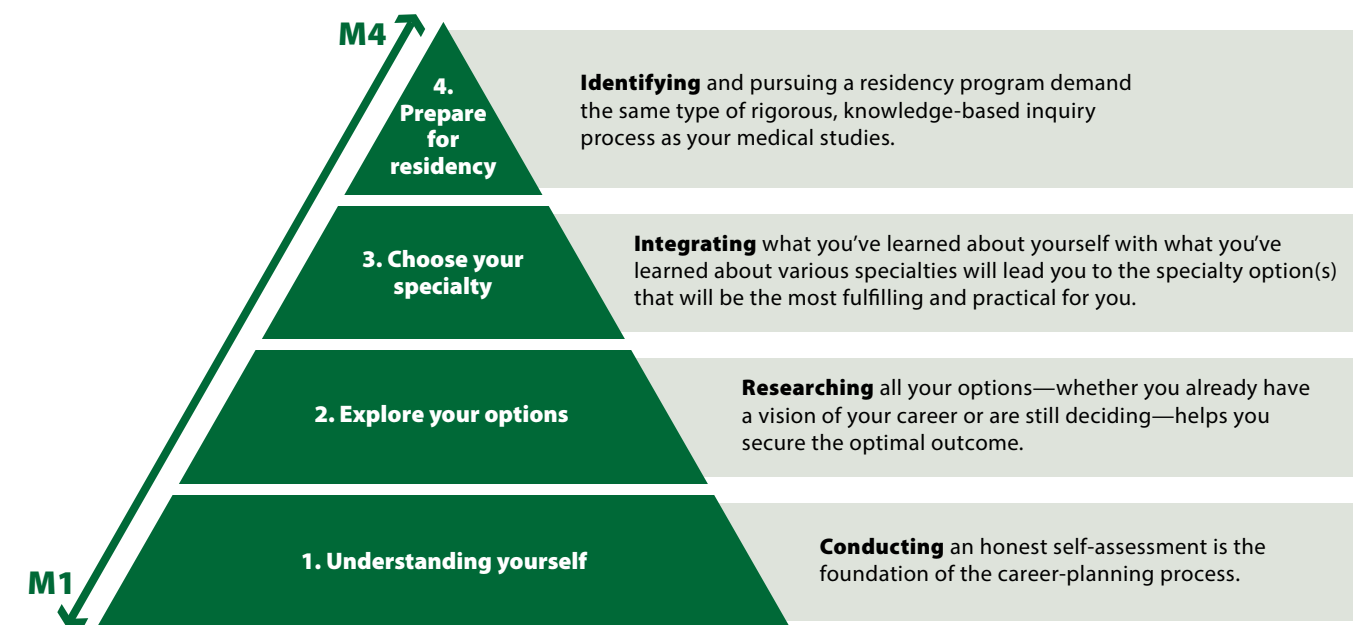 M4
4.
Prepare
for
residency
Identifying and pursuing a residency program demand
the same type of rigorous, knowledge-based inquiry
process as your medical studies.
3. Choose your
specialty
Integrating what you’ve learned about yourself with what you’ve
learned about various specialties will lead you to the specialty option(s)
that will be the most fulfilling and practical for you.
2. Explore your options
Researching all your options—whether you already have
a vision of your career or are still deciding—helps you
secure the optimal outcome.
1. Understanding yourself
Conducting an honest self-assessment is the
foundation of the career-planning process.
M1